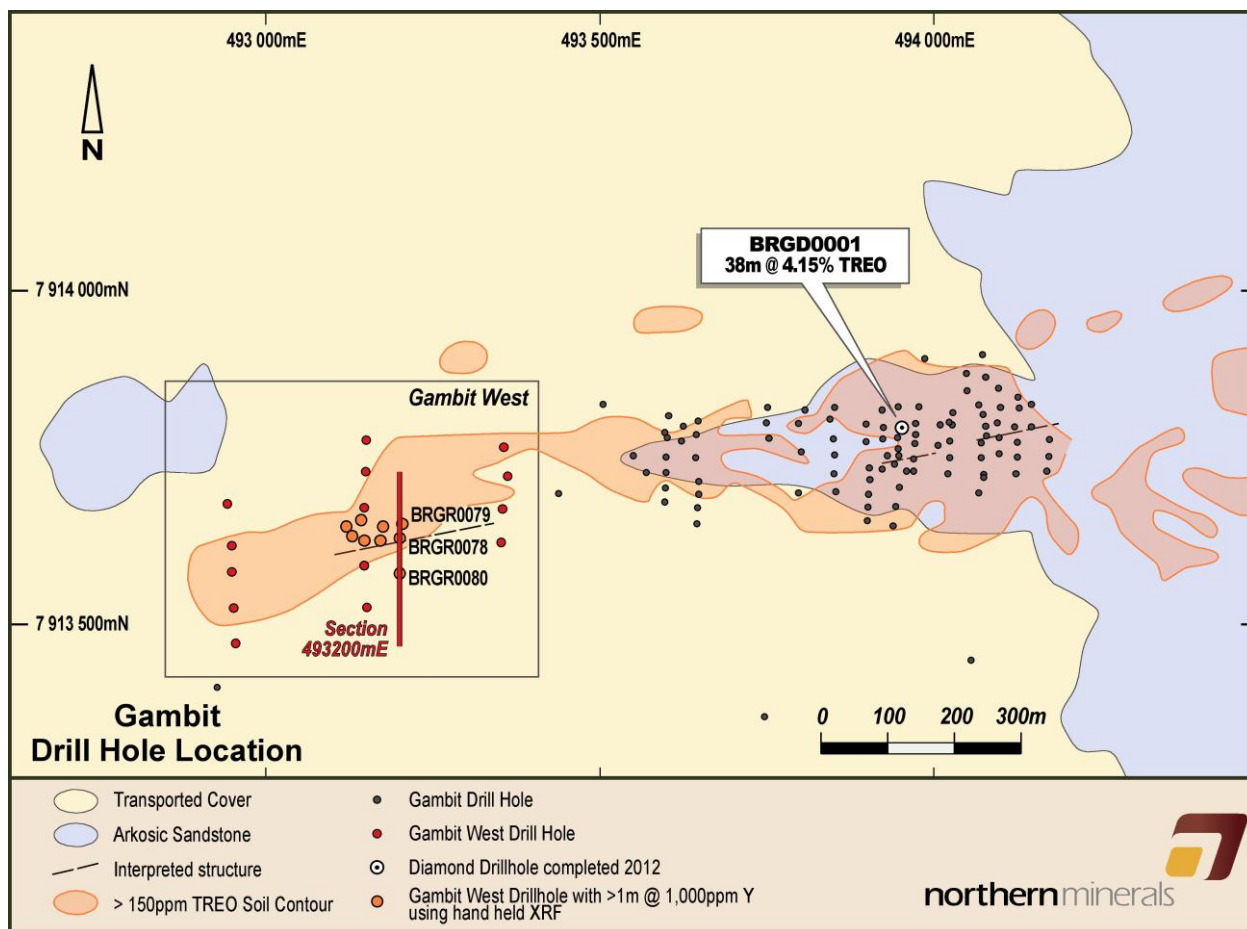 493 000mE
493 500mE
494 000mE
N
BRGD0001
38m @ 4.15% TREO
7 914 000mN
Gambit West
BRGR0079
BRGR0078
BRGR0080
7 913 500mN
Section
493200mE
Gambit
Drill Hole Location
0 100 200 300m
Transported Cover
Arkosic Sandstone
Interpreted structure
> 150ppm TREO Soil Contour
Gambit Drill Hole
Gambit West Drill Hole
Diamond Drillhole completed 2012
Gambit West Drillhole with >1m @ 1,000ppm Y
using hand held XRF
northernminerals